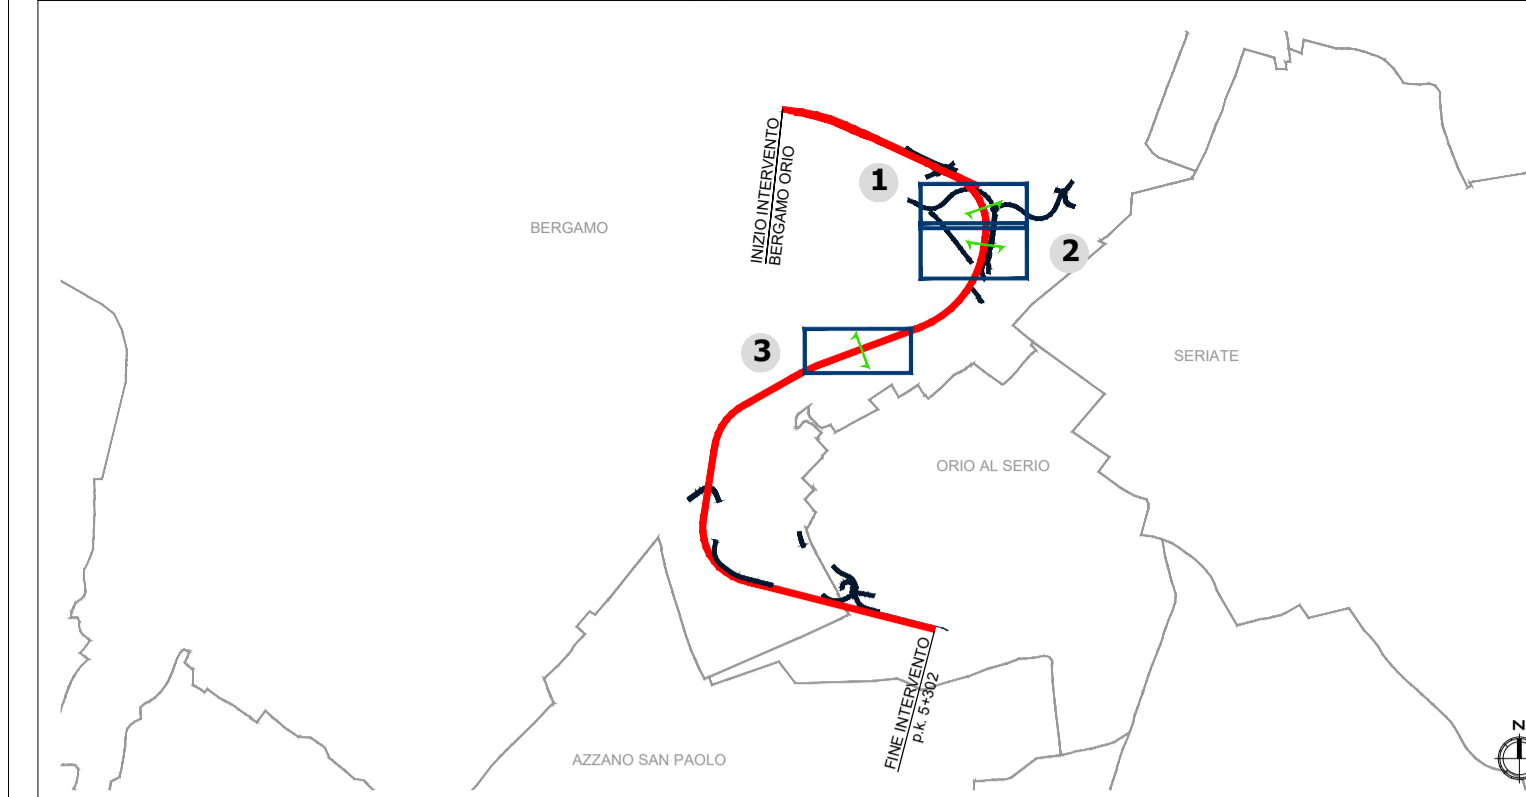 INIZIO INTERVENTO
BERGAMO ORIO
1
BERGAMO
2
3
SERIATE
ORIO AL SERIO
FINE INTERVENTO
p.k. 5+302
AZZANO SAN PAOLO
N